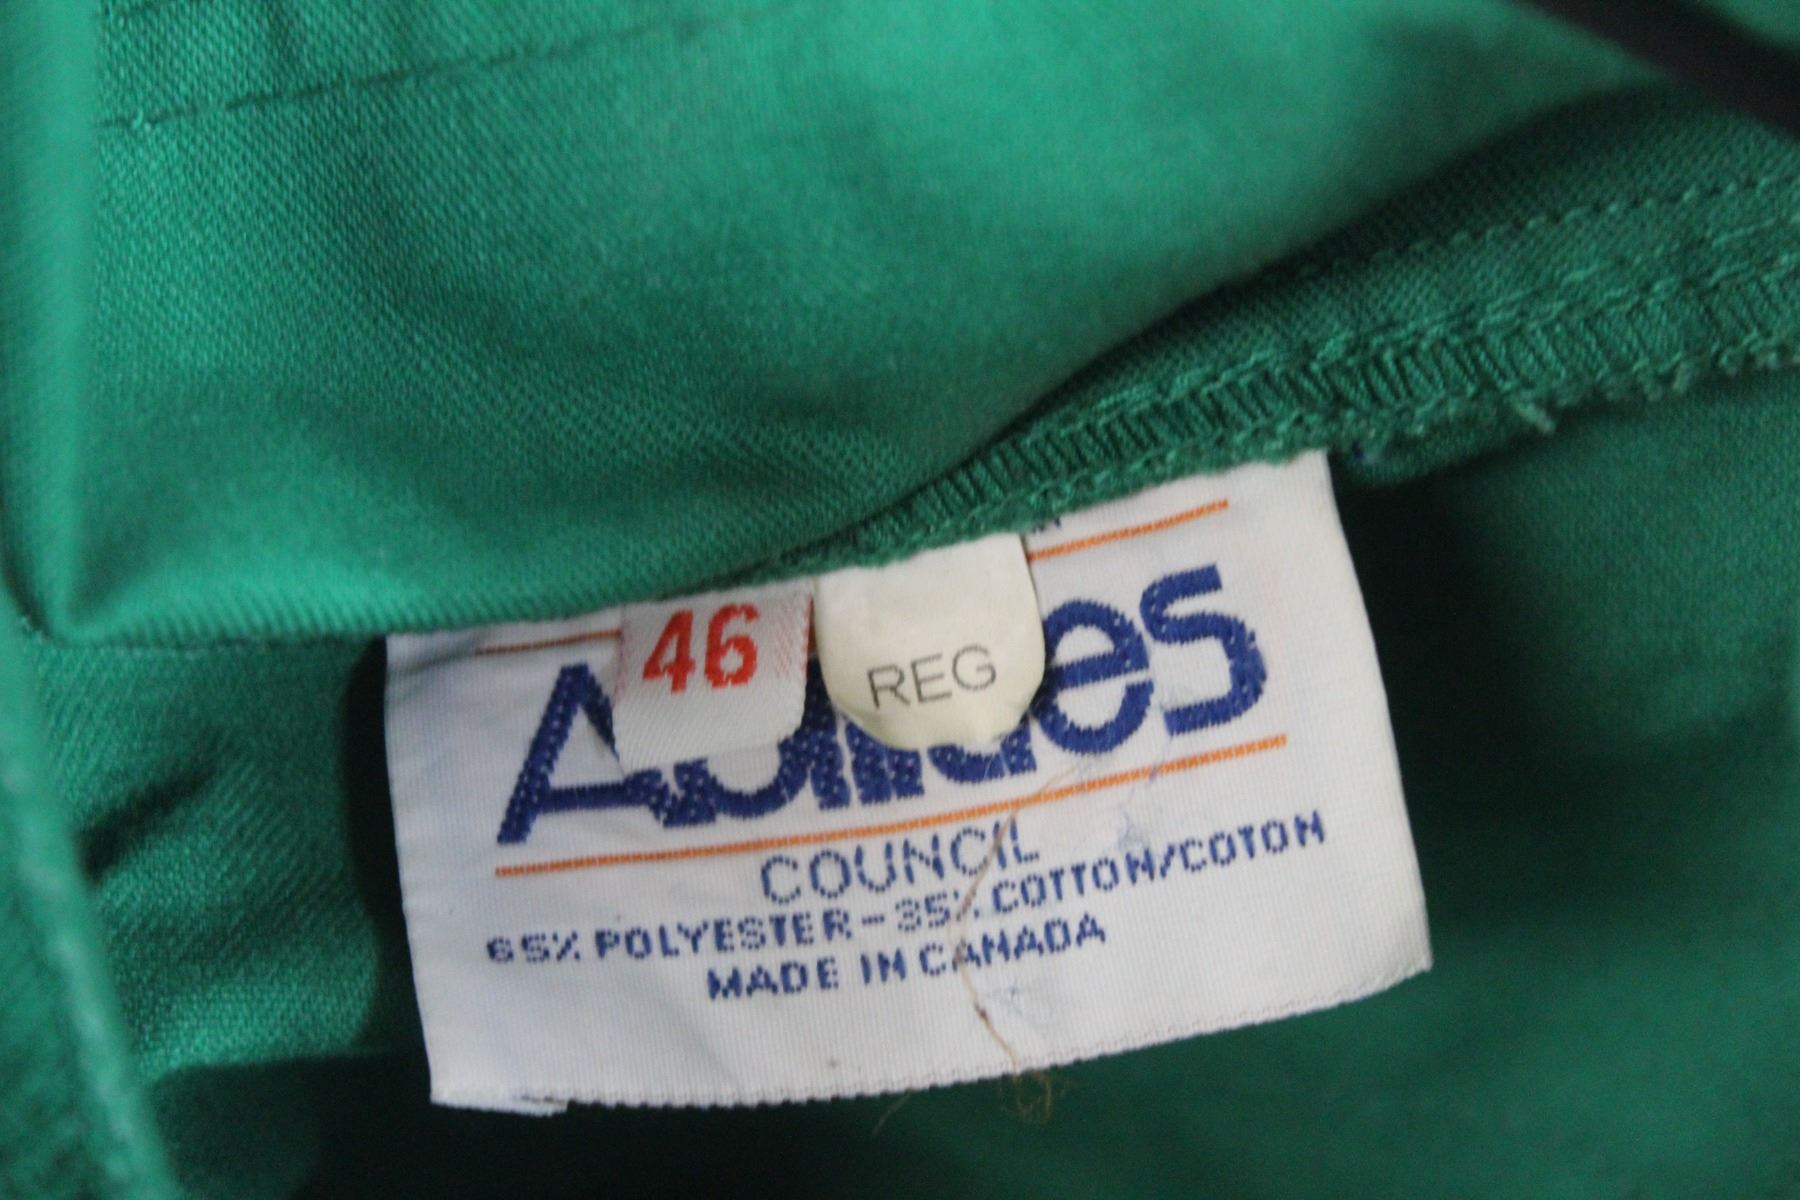 46
REG
COUNCIL
65% POLYESTER-35% COTTON/COTON
MADE IN CANADA